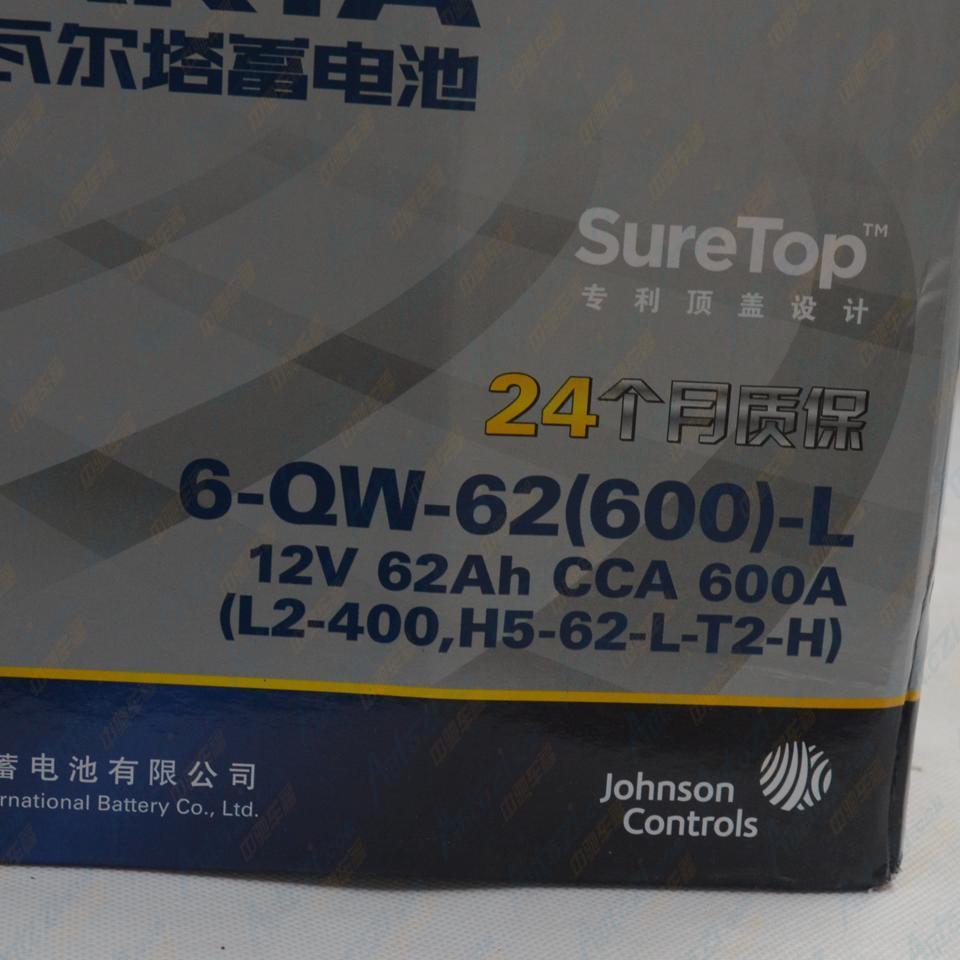 瓦尔塔蓄电池
SureTop™
专利顶盖设计
24个月质保
6-QW-62(600)-L
12V 62Ah CCA 600A
(L2-400,H5-62-L-T2-H)
蓄电池有限公司
Battery Co., Ltd.
Johnson
Controls